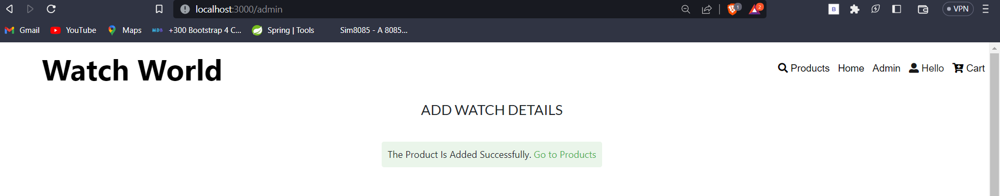 localhost:3000/admin
1
2
B
VPN
Gmail
YouTube
Maps
MDB +300 Bootstrap 4 C...
Spring | Tools
Sim8085 - A 8085...
Watch World
Products Home Admin Hello Cart
ADD WATCH DETAILS
The Product Is Added Successfully. Go to Products